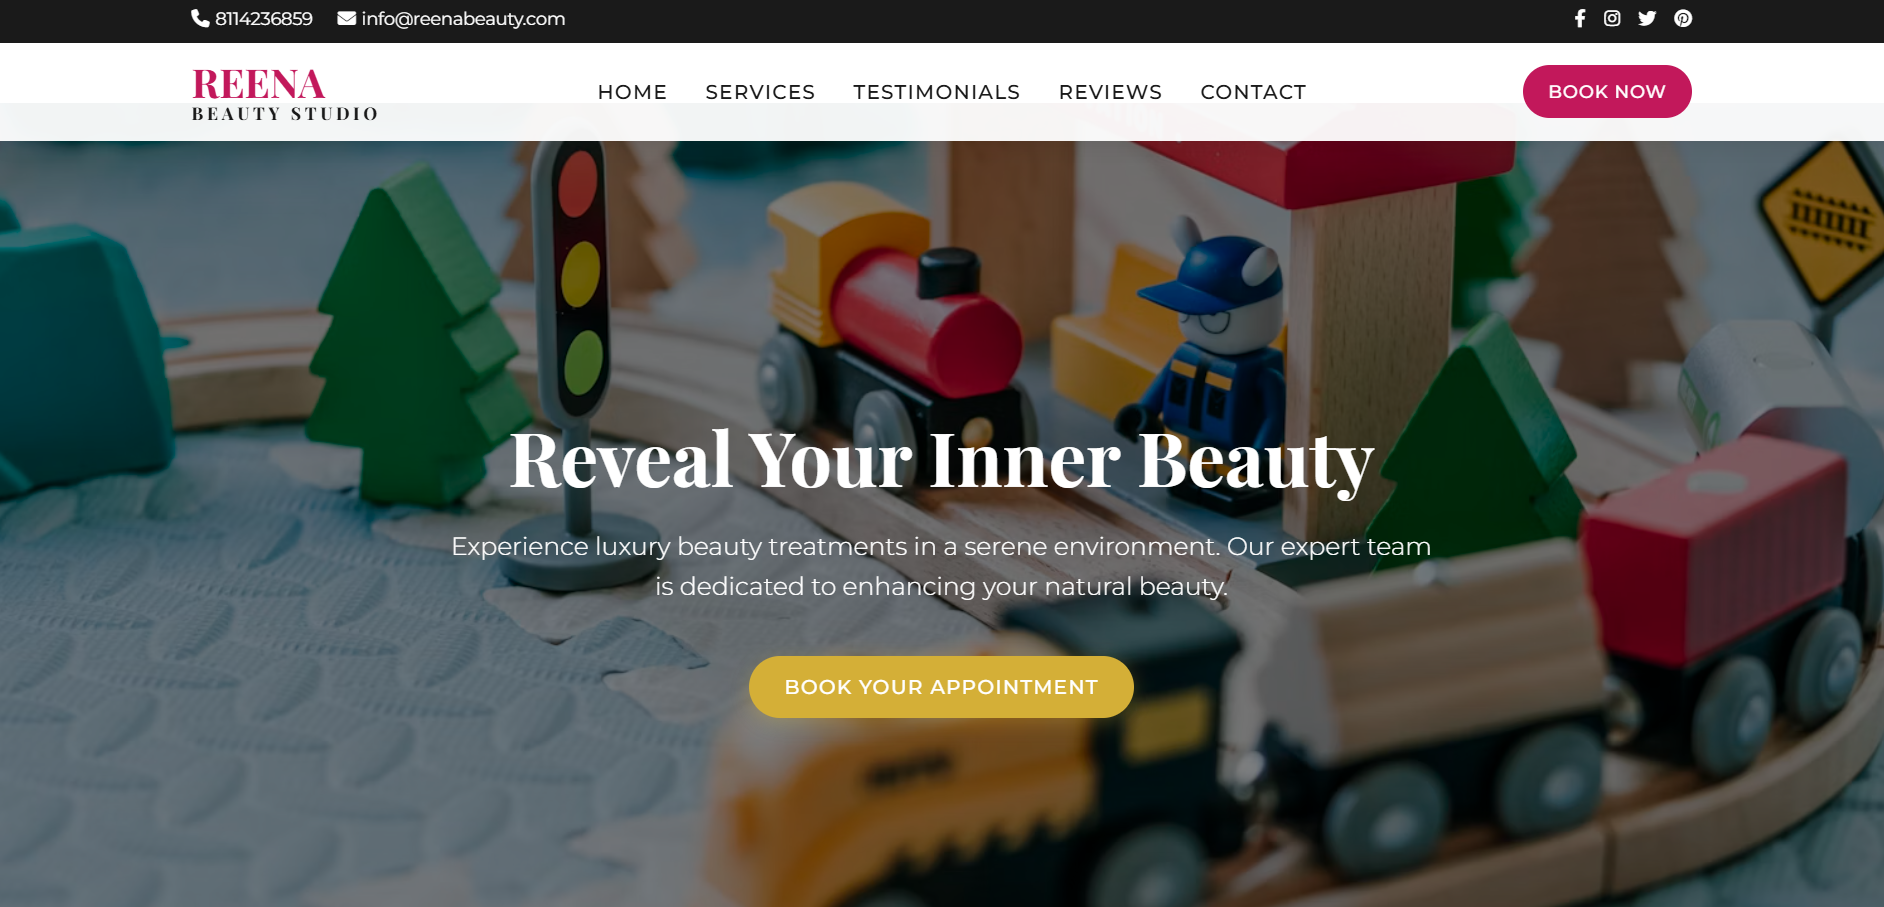 8114236859 info@reenabeauty.com
REENA
BEAUTY STUDIO
HOME SERVICES TESTIMONIALS REVIEWS CONTACT
BOOK NOW
Reveal Your Inner Beauty
Experience luxury beauty treatments in a serene environment. Our expert team
is dedicated to enhancing your natural beauty.
BOOK YOUR APPOINTMENT